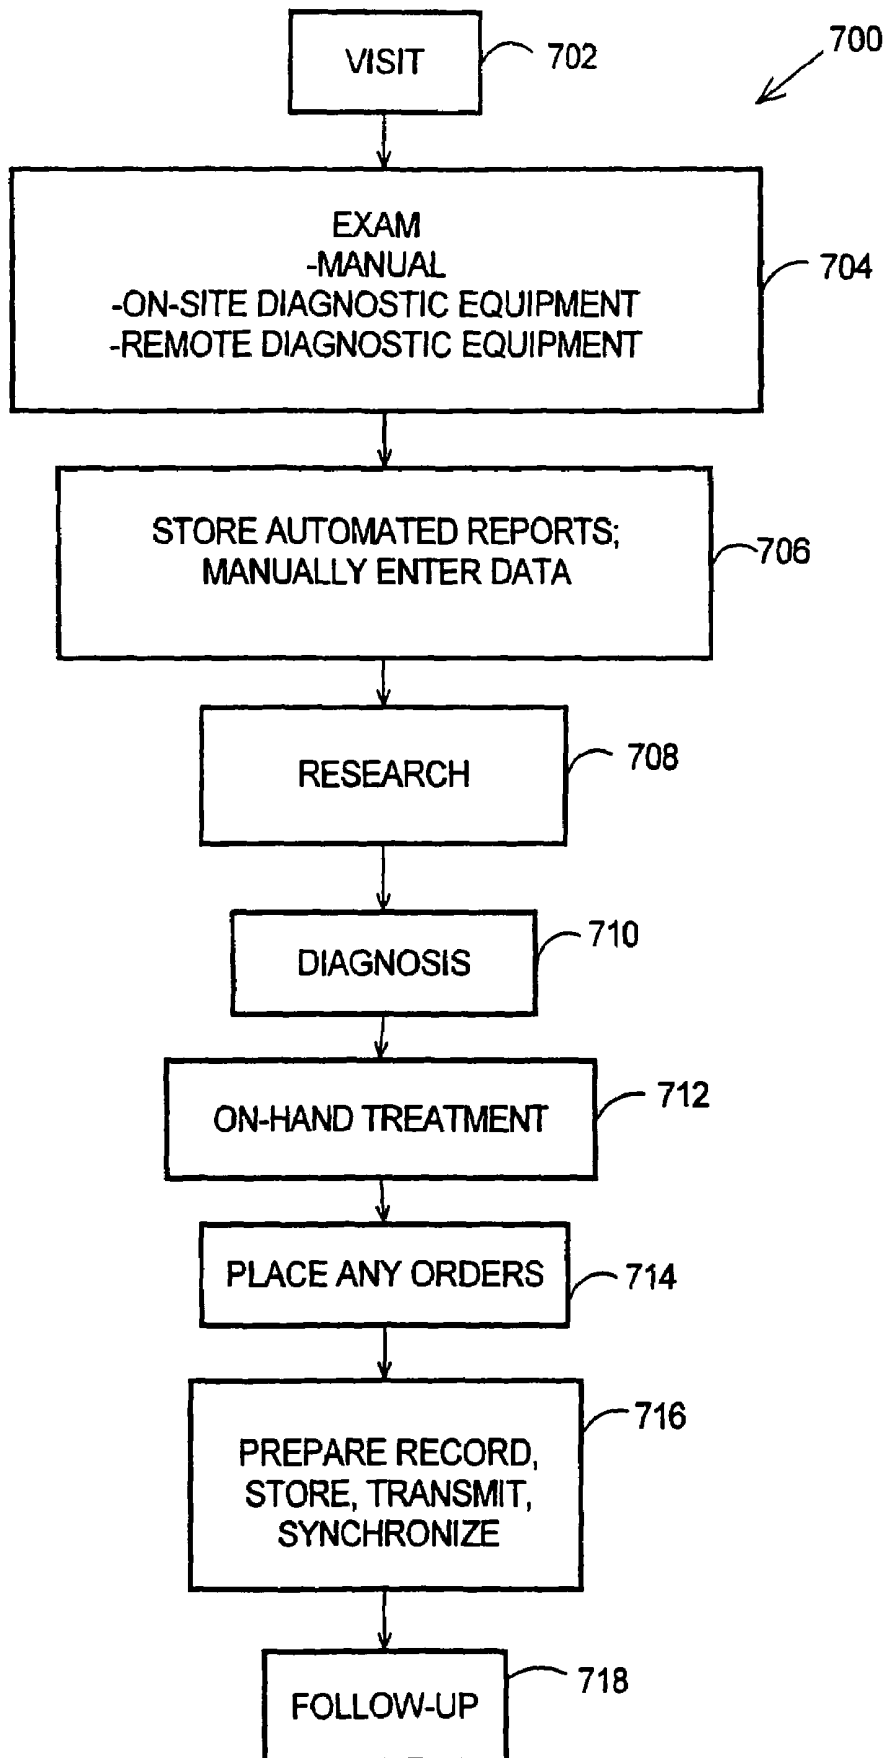 VISIT
702
700
EXAM
-MANUAL
-ON-SITE DIAGNOSTIC EQUIPMENT
-REMOTE DIAGNOSTIC EQUIPMENT
704
STORE AUTOMATED REPORTS;
MANUALLY ENTER DATA
706
RESEARCH
708
DIAGNOSIS
710
ON-HAND TREATMENT
712
PLACE ANY ORDERS
714
PREPARE RECORD,
STORE, TRANSMIT,
SYNCHRONIZE
716
FOLLOW-UP
718